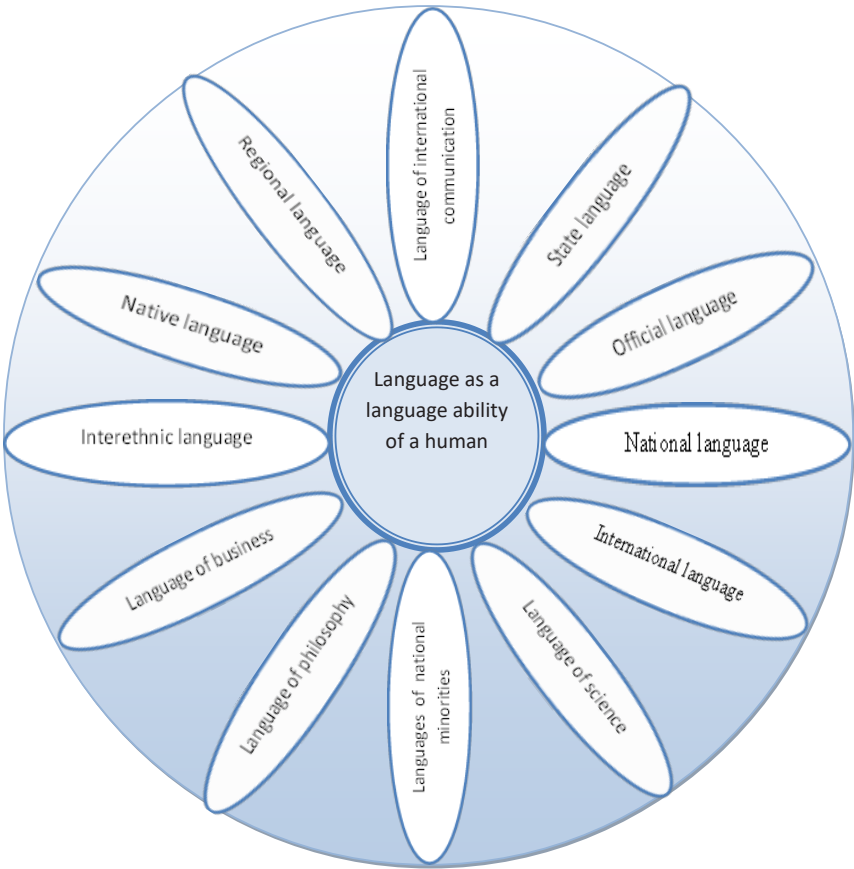 Language of international
communication
State language
Official language
National language
International language
Language of science
Languages of national
minorities
Language of philosophy
Language of business
Interethnic language
Native language
Regional language
Language as a
language ability
of a human